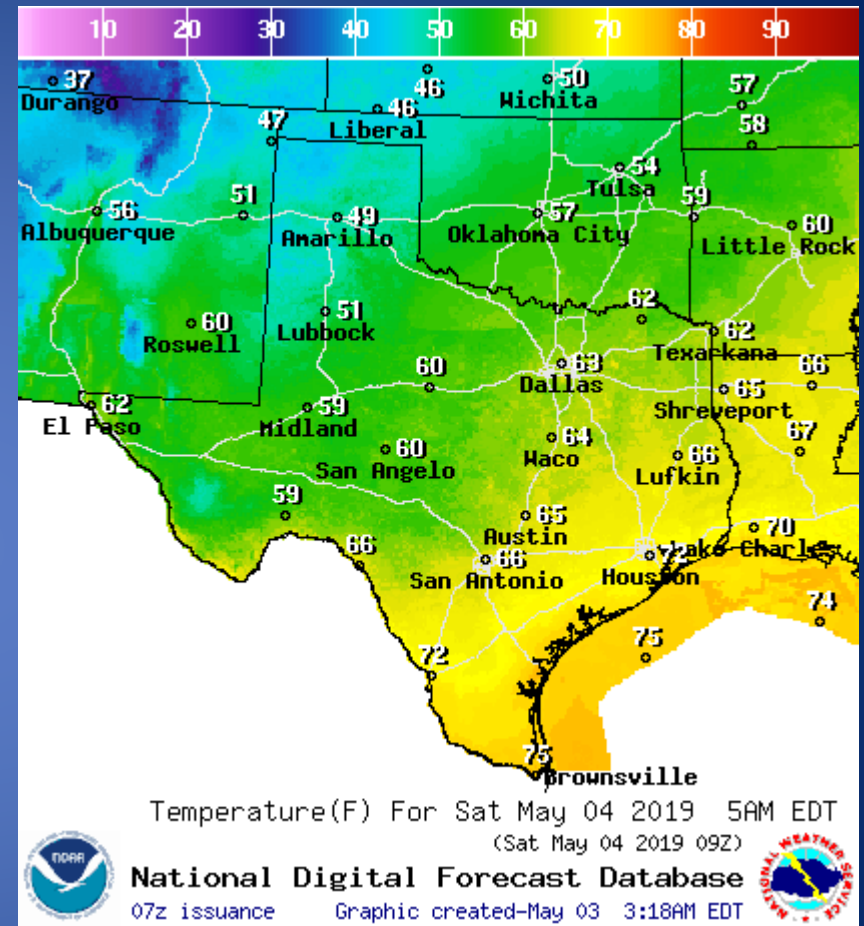 10 20 30 40 50 60 70 80 90
37
Durango
46
50
Wichita
57
46
Liberal
47
58
54
Tulsa
56
Albuquerque
51
49
Amarillo
57
Oklahoma City
59
60
Little Rock
60
Roswell
51
Lubbock
62
62
Texarkana
63
Dallas
60
66
62
El Paso
59
Midland
65
Shreveport
60
San Angelo
64
Waco
66
Lufkin
67
59
65
Austin
70
Lake Charles
66
66
San Antonio
72
Houston
74
75
72
75
Brownsville
Temperature(F) For Sat May 04 2019 5AM EDT
(Sat May 04 2019 09Z)
National Digital Forecast Database
07z issuance Graphic created-May 03 3:18AM EDT
NOAA
NATIONAL WEATHER SERVICE